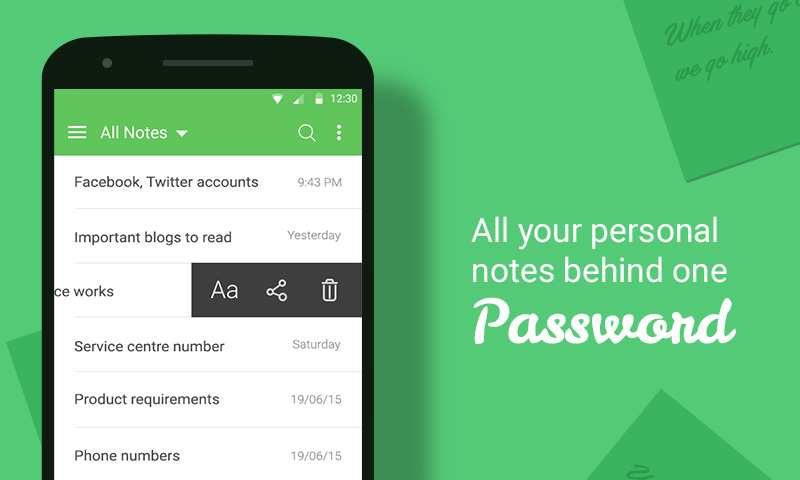 12:30
All Notes
Facebook, Twitter accounts 9:43 PM
Important blogs to read Yesterday
ce works Aa
Service centre number Saturday
Product requirements 19/06/15
Phone numbers 19/06/15
When they go
we go high.
All your personal
notes behind one
Password